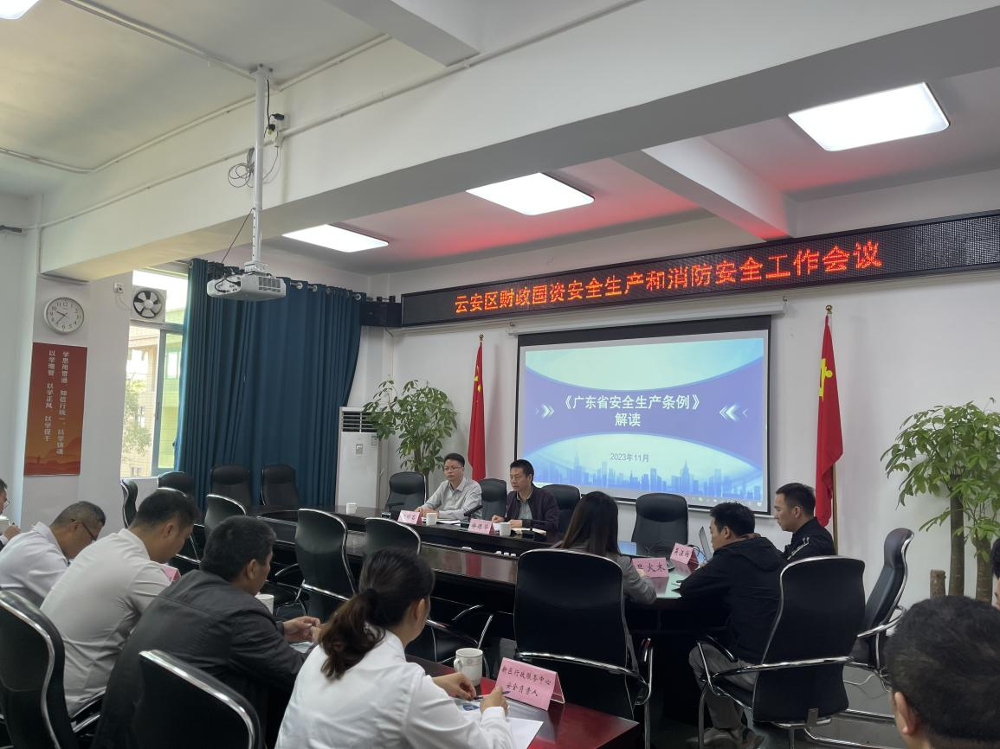 云安区财政国资安全生产和消防安全工作会议
《广东省安全生产条例》
解读
2023年11月
学思用贯通 知信行统一 以学铸魂
以学增智 以学正风 以学促干
新区行政服务中心
安全负责人